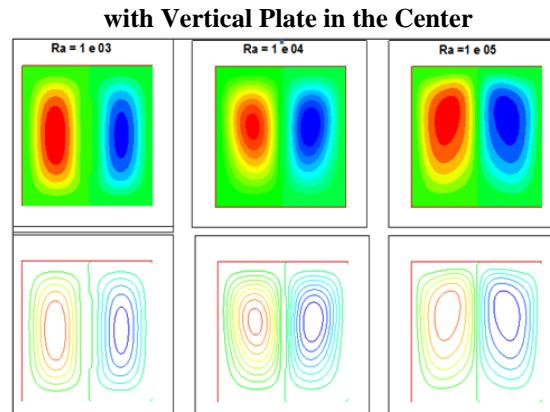 with Vertical Plate in the Center
Ra = 1 e 03
Ra = 1 e 04
Ra =1 e 05